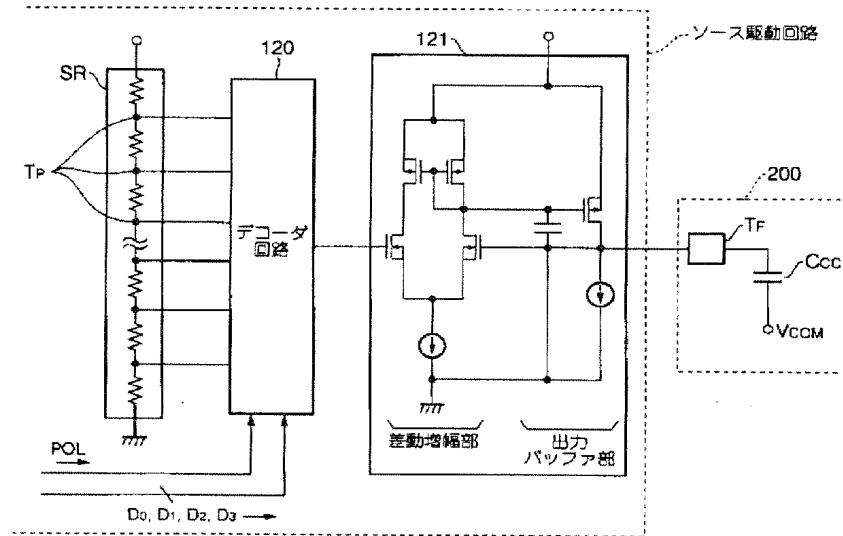 ソース駆動回路
120
121
SR
200
TP
TF
デコーダ
回路
CCC
VCOM
差動増幅部
出力
バッファ部
POL
D0, D1, D2, D3